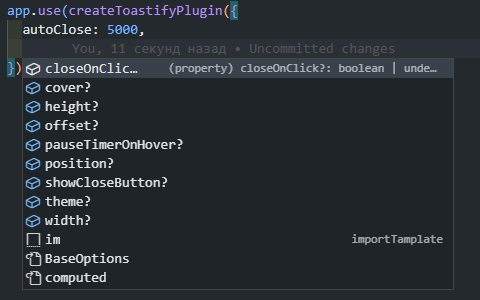 app.use(createToastifyPlugin({
autoClose: 5000,
You, 11 секунд назад • Uncommitted changes
}) closeOnClic… (property) closeOnClick?: boolean | unde…
cover?
height?
offset?
pauseTimerOnHover?
position?
showCloseButton?
theme?
width?
im importTamplate
BaseOptions
computed